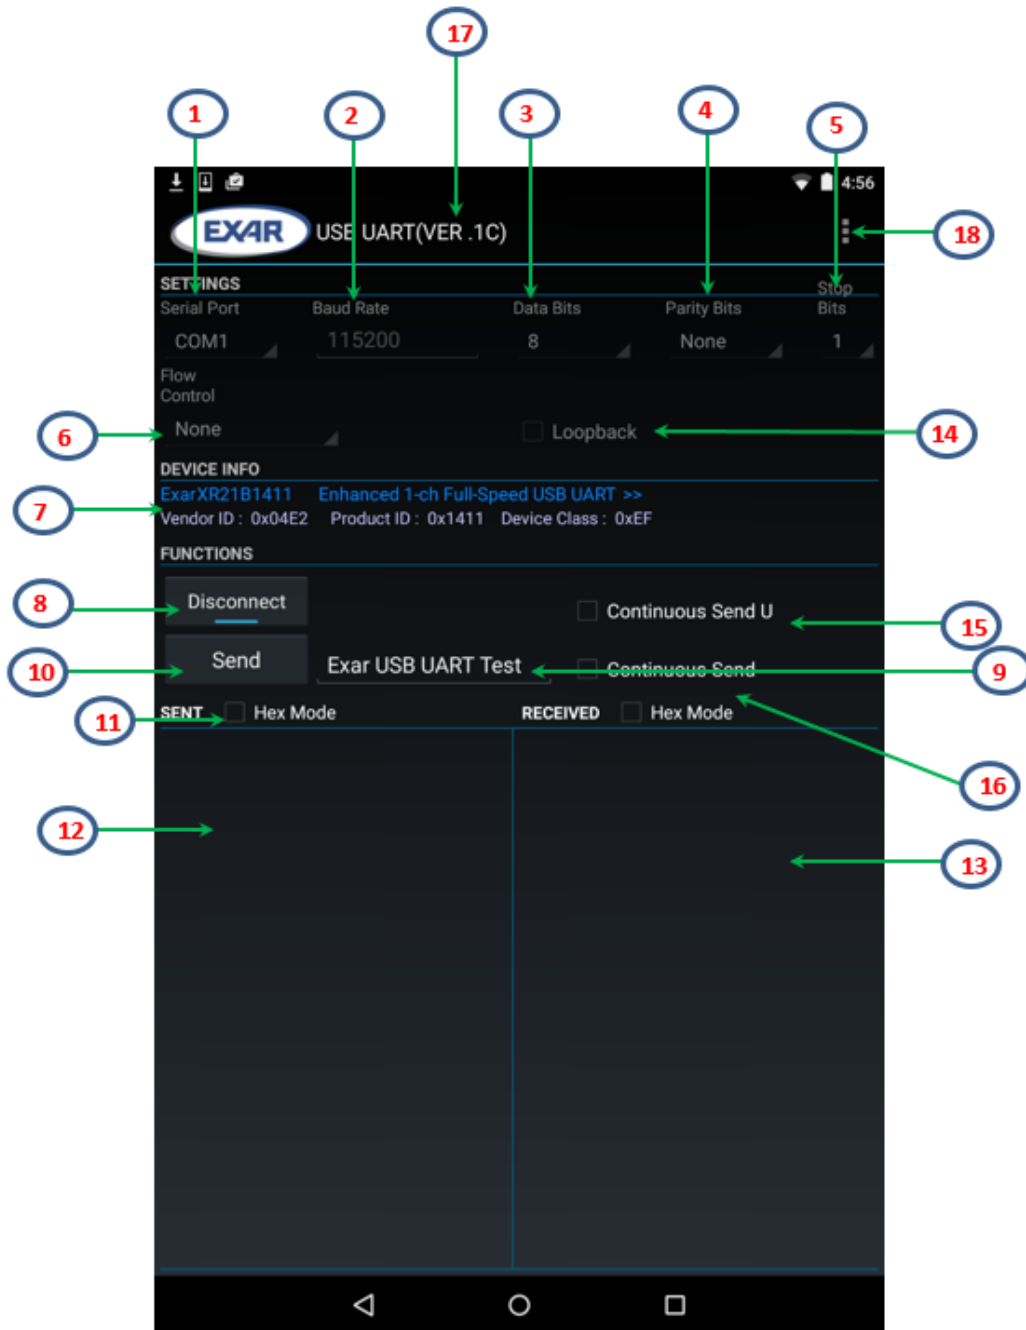 17
1
2
3
4
5
4:56
EXAR USB UART(VER .1C)
18
SETTINGS
Serial Port Baud Rate Data Bits Parity Bits Stop Bits
COM1 115200 8 None 1
Flow
Control
6 None Loopback 14
DEVICE INFO
ExarXR21B1411 Enhanced 1-ch Full-Speed USB UART >>
7 Vendor ID : 0x04E2 Product ID : 0x1411 Device Class : 0xEF
FUNCTIONS
8 Disconnect Continuous Send U 15
10 Send Exar USB UART Test Continuous Send 9
11 SENT Hex Mode RECEIVED Hex Mode
16
12
13